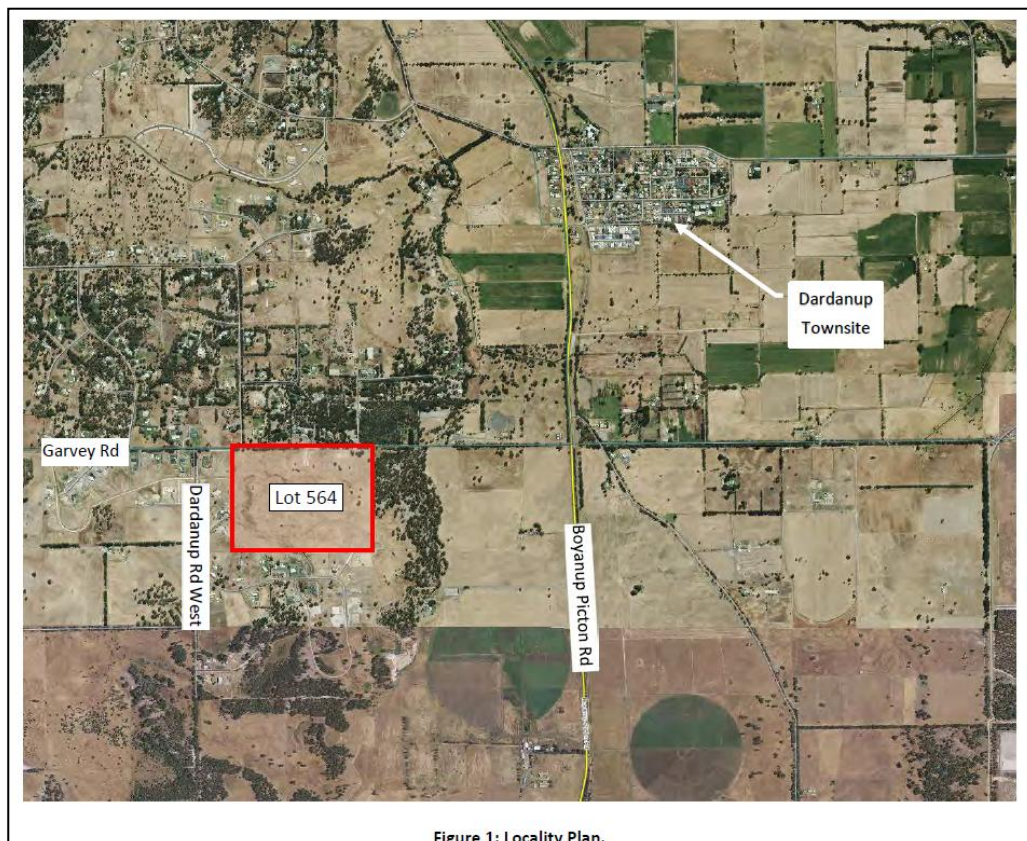 Dardanup
Townsite
Garvey Rd
Lot 564
Dardanup Rd West
Boyanup Picton Rd
Figure 1: Locality Plan.